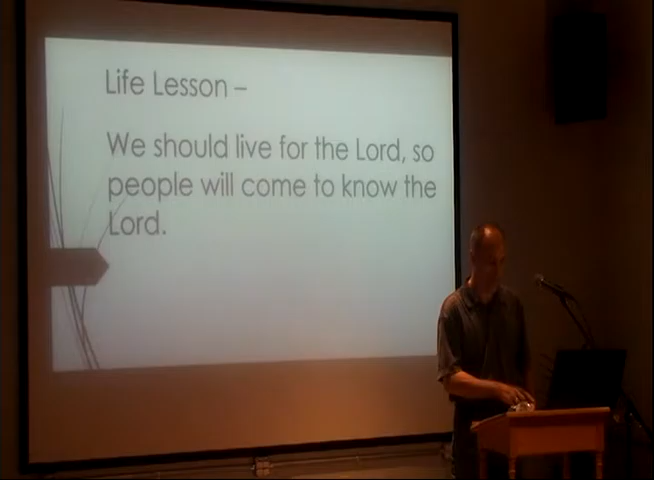 Life Lesson –
We should live for the Lord, so
people will come to know the
Lord.